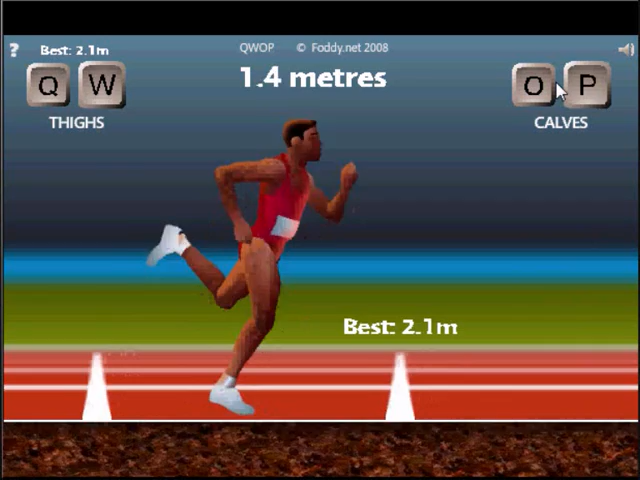 ? Best: 2.1m QWOP © Foddy.net 2008
Q W 1.4 metres O P
THIGHS CALVES
Best: 2.1m